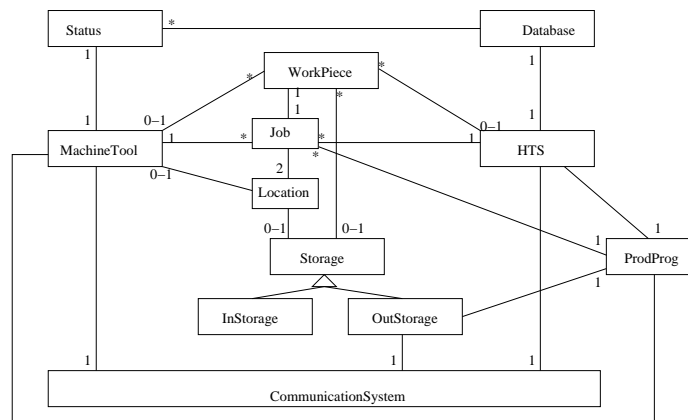 Status
*
Database
1
1
WorkPiece
*
*
1
*
1
1
1
0–1
0–1
MachineTool
1
*
Job
*
*
1
HTS
0–1
2
Location
0–1
0–1
1
1
Storage
ProdProg
1
InStorage
OutStorage
1
1
1
CommunicationSystem